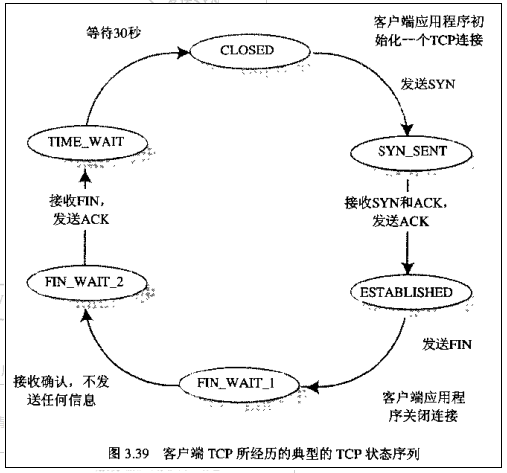 等待30秒
CLOSED
客户端应用程序初
始化一个TCP连接
发送SYN
TIME_WAIT
SYN_SENT
接收FIN,
发送ACK
接收SYN和ACK,
发送ACK
FIN_WAIT_2
ESTABLISHED
发送FIN
接收确认，不发
送任何信息
FIN_WAIT_1
客户端应用程
序关闭连接
图 3.39 客户端 TCP 所经历的典型的 TCP 状态序列